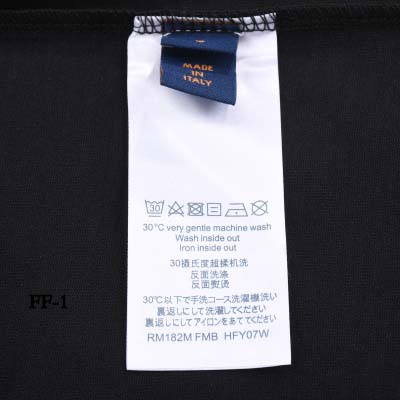 MADE
IN
ITALY
30
30°C very gentle machine wash
Wash inside out
Iron inside out
30攝氏度超揉机洗
反面洗涤
反面熨烫
30℃以下で手洗コース洗濯機洗い
裏返しにして洗濯してください
裏返しにしてアイロンをあててください
RM182M FMB HFY07W
FF-1